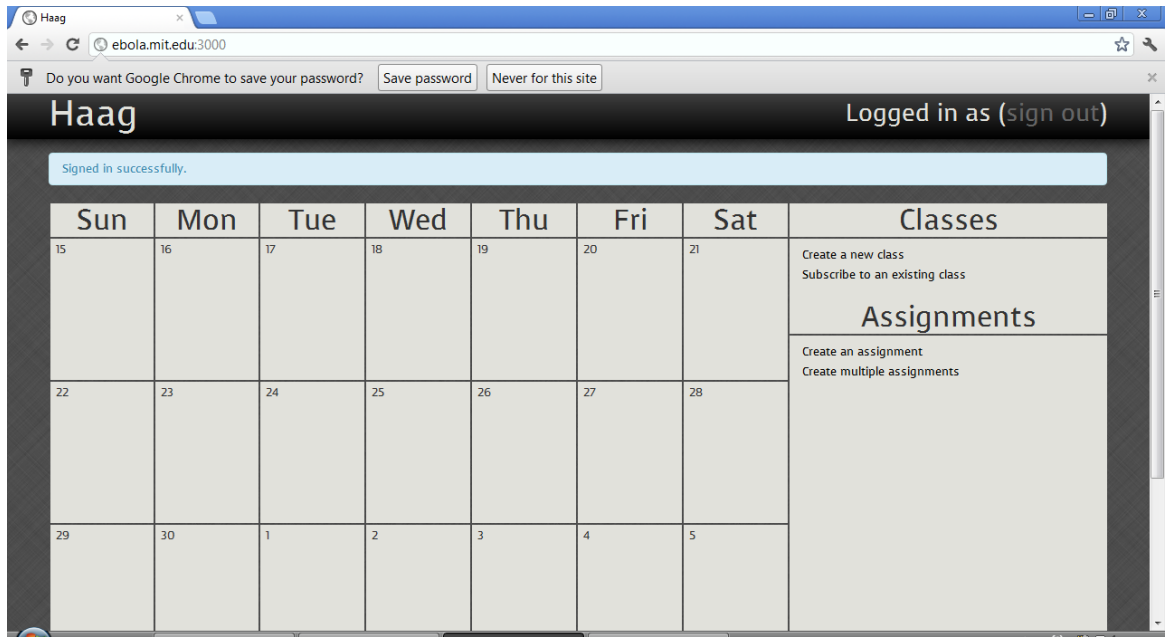 Haag
ebola.mit.edu:3000
Do you want Google Chrome to save your password? Save password Never for this site
Haag Logged in as (sign out)
Signed in successfully.
Sun Mon Tue Wed Thu Fri Sat Classes
15 16 17 18 19 20 21
Create a new class
Subscribe to an existing class
Assignments
Create an assignment
Create multiple assignments
22 23 24 25 26 27 28
29 30 1 2 3 4 5